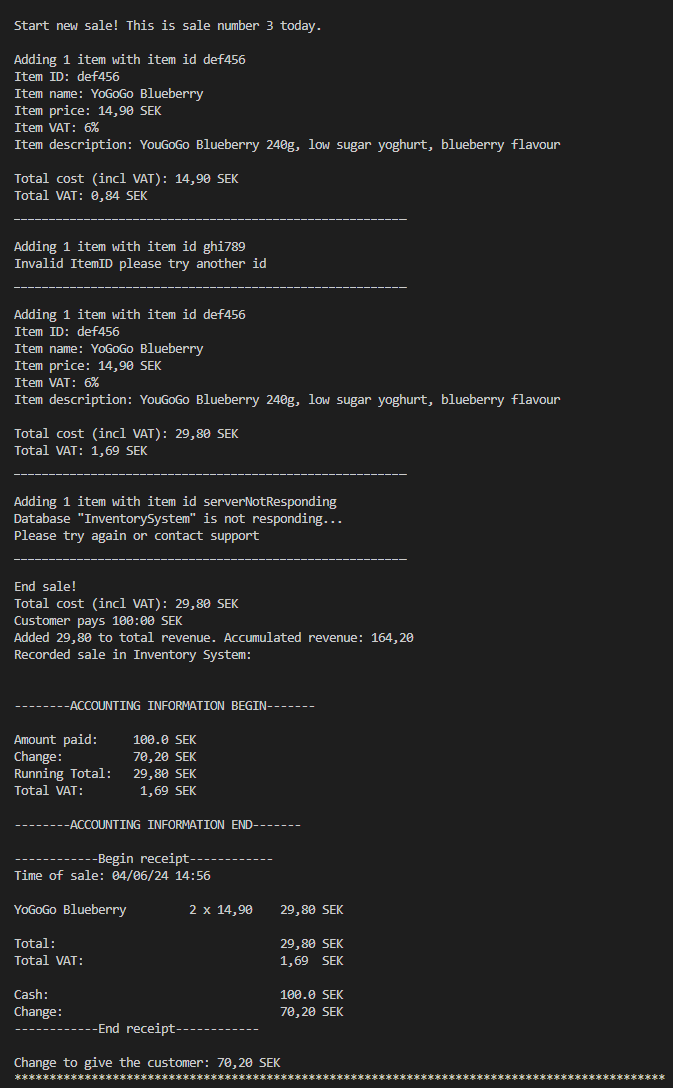 Start new sale! This is sale number 3 today.
Adding 1 item with item id def456
Item ID: def456
Item name: YoGoGo Blueberry
Item price: 14,90 SEK
Item VAT: 6%
Item description: YouGoGo Blueberry 240g, low sugar yoghurt, blueberry flavour
Total cost (incl VAT): 14,90 SEK
Total VAT: 0,84 SEK
________________________________________________________
Adding 1 item with item id ghi789
Invalid ItemID please try another id
________________________________________________________
Adding 1 item with item id def456
Item ID: def456
Item name: YoGoGo Blueberry
Item price: 14,90 SEK
Item VAT: 6%
Item description: YouGoGo Blueberry 240g, low sugar yoghurt, blueberry flavour
Total cost (incl VAT): 29,80 SEK
Total VAT: 1,69 SEK
________________________________________________________
Adding 1 item with item id serverNotResponding
Database "InventorySystem" is not responding...
Please try again or contact support
________________________________________________________
End sale!
Total cost (incl VAT): 29,80 SEK
Customer pays 100:00 SEK
Added 29,80 to total revenue. Accumulated revenue: 164,20
Recorded sale in Inventory System:
--------ACCOUNTING INFORMATION BEGIN-------
Amount paid:     100.0 SEK
Change:          70,20 SEK
Running Total:   29,80 SEK
Total VAT:        1,69 SEK
--------ACCOUNTING INFORMATION END-------
------------Begin receipt------------
Time of sale: 04/06/24 14:56
YoGoGo Blueberry         2 x 14,90    29,80 SEK
Total:                                29,80 SEK
Total VAT:                            1,69  SEK
Cash:                                 100.0 SEK
Change:                               70,20 SEK
------------End receipt------------
Change to give the customer: 70,20 SEK
*********************************************************************************************